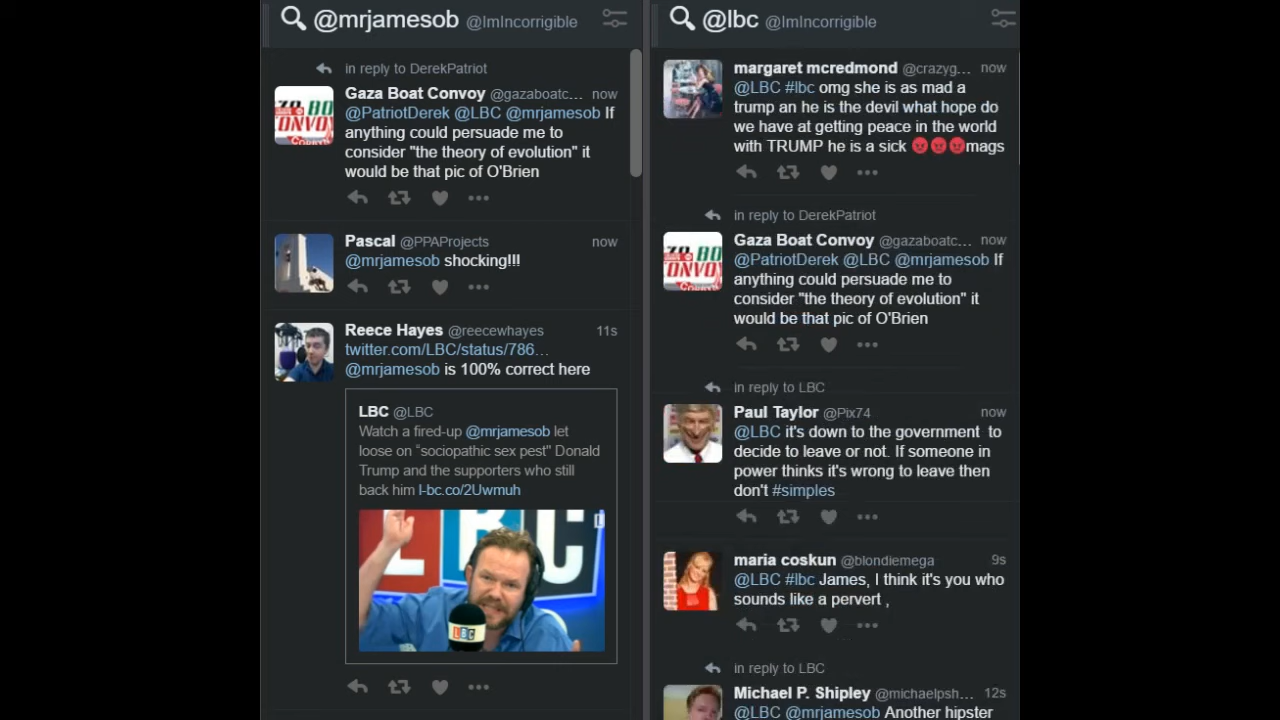 @mrjamesob @ImIncorrigible
in reply to DerekPatriot
Gaza Boat Convoy @gazaboatc... now
@PatriotDerek @LBC @mrjamesob If
anything could persuade me to
consider "the theory of evolution" it
would be that pic of O'Brien
Pascal @PPAProjects now
@mrjamesob shocking!!!
Reece Hayes @reecewhayes 11s
twitter.com/LBC/status/786...
@mrjamesob is 100% correct here
LBC @LBC
Watch a fired-up @mrjamesob let
loose on “sociopathic sex pest" Donald
Trump and the supporters who still
back him l-bc.co/2Uwmuh
LBC
LBC
@lbc @ImIncorrigible
margaret mcredmond @crazyg... now
@LBC #lbc omg she is as mad a
trump an he is the devil what hope do
we have at getting peace in the world
with TRUMP he is a sick 😡😡😡mags
in reply to DerekPatriot
Gaza Boat Convoy @gazaboatc... now
@PatriotDerek @LBC @mrjamesob If
anything could persuade me to
consider "the theory of evolution" it
would be that pic of O'Brien
in reply to LBC
Paul Taylor @Pix74 now
@LBC it's down to the government to
decide to leave or not. If someone in
power thinks it's wrong to leave then
don't #simples
maria coskun @blondiemega 9s
@LBC #lbc James, I think it's you who
sounds like a pervert ,
in reply to LBC
Michael P. Shipley @michaelpsh... 12s
@LBC @mrjamesob Another hipster